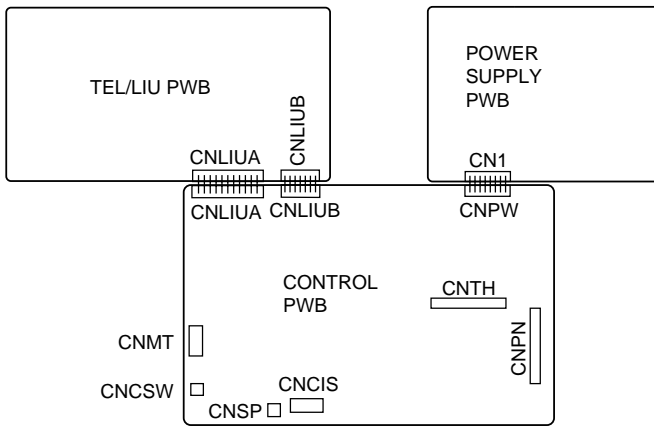 TEL/LIU PWB
CNLIUB
CNLIUA
POWER
SUPPLY
PWB
CN1
CNLIUA
CNLIUB
CNPW
CONTROL
PWB
CNTH
CNPN
CNMT
CNCSW
CNCIS
CNSP